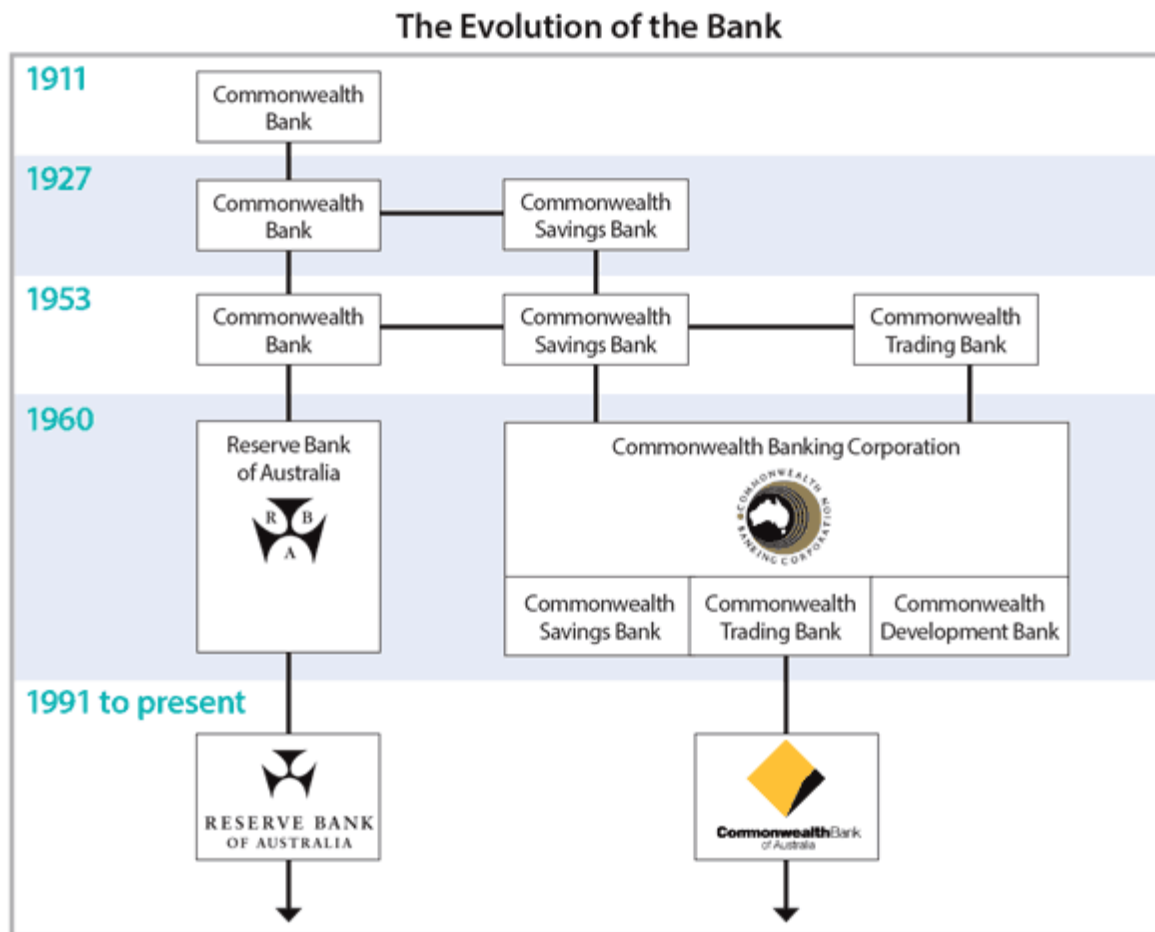 The Evolution of the Bank
1911
Commonwealth
Bank
1927
Commonwealth
Bank
Commonwealth
Savings Bank
1953
Commonwealth
Bank
Commonwealth
Savings Bank
Commonwealth
Trading Bank
1960
Reserve Bank
of Australia
R B
A
Commonwealth Banking Corporation
COMMONWEALTH
BANKING CORPORATION
Commonwealth
Savings Bank
Commonwealth
Trading Bank
Commonwealth
Development Bank
1991 to present
RESERVE BANK
OF AUSTRALIA
CommonwealthBank
of Australia